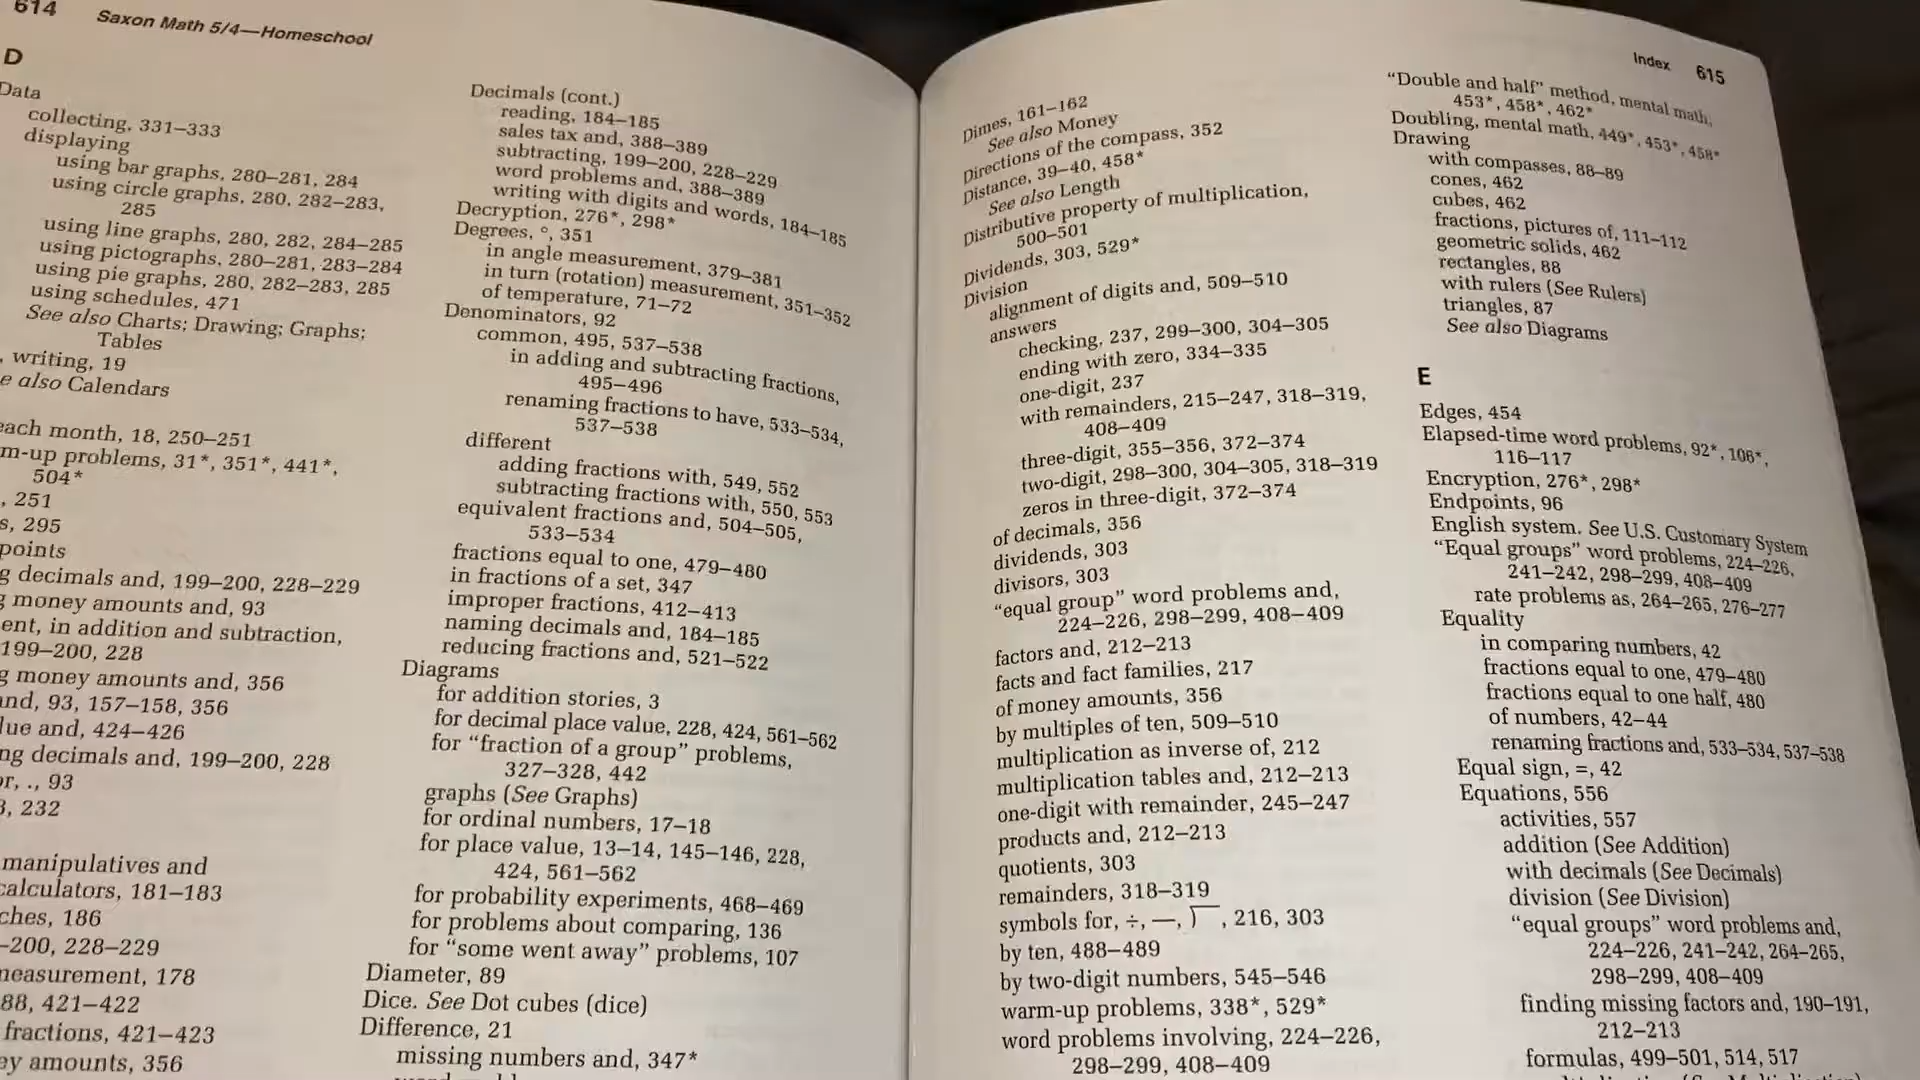 614 Saxon Math 5/4—Homeschool
D
Data
collecting, 331–333
displaying
using bar graphs, 280–281, 284
using circle graphs, 280, 282–283,
285
using line graphs, 280, 282, 284–285
using pictographs, 280–281, 283–284
using pie graphs, 280, 282–283, 285
using schedules, 471
See also Charts; Drawing; Graphs;
Tables
, writing, 19
also Calendars
month, 18, 250–251
problems, 31*, 351*, 441*,
504*
, 251
295
decimals and, 199–200, 228–229
money amounts and, 93
in addition and subtraction,
199–200, 228
money amounts and, 356
93, 157–158, 356
and, 424–426
decimals and, 199–200, 228
., 93
232
manipulatives and
calculators, 181–183
186
–200, 228–229
measurement, 178
88, 421–422
fractions, 421–423
amounts, 356
Decimals (cont.)
reading, 184–185
sales tax and, 388–389
subtracting, 199–200, 228–229
word problems and, 388–389
writing with digits and words, 184–185
Decryption, 276*, 298*
Degrees, °, 351
in angle measurement, 379–381
in turn (rotation) measurement, 351–352
of temperature, 71–72
Denominators, 92
common, 495, 537–538
in adding and subtracting fractions,
495–496
renaming fractions to have, 533–534,
537–538
different
adding fractions with, 549, 552
subtracting fractions with, 550, 553
equivalent fractions and, 504–505,
533–534
fractions equal to one, 479–480
in fractions of a set, 347
improper fractions, 412–413
naming decimals and, 184–185
reducing fractions and, 521–522
Diagrams
for addition stories, 3
for decimal place value, 228, 424, 561–562
for “fraction of a group” problems,
327–328, 442
graphs (See Graphs)
for ordinal numbers, 17–18
for place value, 13–14, 145–146, 228,
424, 561–562
for probability experiments, 468–469
for problems about comparing, 136
for “some went away” problems, 107
Diameter, 89
Dice. See Dot cubes (dice)
Difference, 21
missing numbers and, 347*
Index 615
Dimes, 161–162
See also Money
Directions of the compass, 352
Distance, 39–40, 458*
See also Length
Distributive property of multiplication,
500–501
Dividends, 303, 529*
Division
alignment of digits and, 509–510
answers
checking, 237, 299–300, 304–305
ending with zero, 334–335
one-digit, 237
with remainders, 215–247, 318–319,
408–409
three-digit, 355–356, 372–374
two-digit, 298–300, 304–305, 318–319
zeros in three-digit, 372–374
of decimals, 356
dividends, 303
divisors, 303
“equal group” word problems and,
224–226, 298–299, 408–409
factors and, 212–213
facts and fact families, 217
of money amounts, 356
by multiples of ten, 509–510
multiplication as inverse of, 212
multiplication tables and, 212–213
one-digit with remainder, 245–247
products and, 212–213
quotients, 303
remainders, 318–319
symbols for, ÷, —, ⟌, 216, 303
by ten, 488–489
by two-digit numbers, 545–546
warm-up problems, 338*, 529*
word problems involving, 224–226,
298–299, 408–409
“Double and half” method, mental math,
453*, 458*, 462*
Doubling, mental math, 449*, 453*, 458*
Drawing
with compasses, 88–89
cones, 462
cubes, 462
fractions, pictures of, 111–112
geometric solids, 462
rectangles, 88
with rulers (See Rulers)
triangles, 87
See also Diagrams
E
Edges, 454
Elapsed-time word problems, 92*, 106*,
116–117
Encryption, 276*, 298*
Endpoints, 96
English system. See U.S. Customary System
“Equal groups” word problems, 224–226,
241–242, 298–299, 408–409
rate problems as, 264–265, 276–277
Equality
in comparing numbers, 42
fractions equal to one, 479–480
fractions equal to one half, 480
of numbers, 42–44
renaming fractions and, 533–534, 537–538
Equal sign, =, 42
Equations, 556
activities, 557
addition (See Addition)
with decimals (See Decimals)
division (See Division)
“equal groups” word problems and,
224–226, 241–242, 264–265,
298–299, 408–409
finding missing factors and, 190–191,
212–213
formulas, 499–501, 514, 517